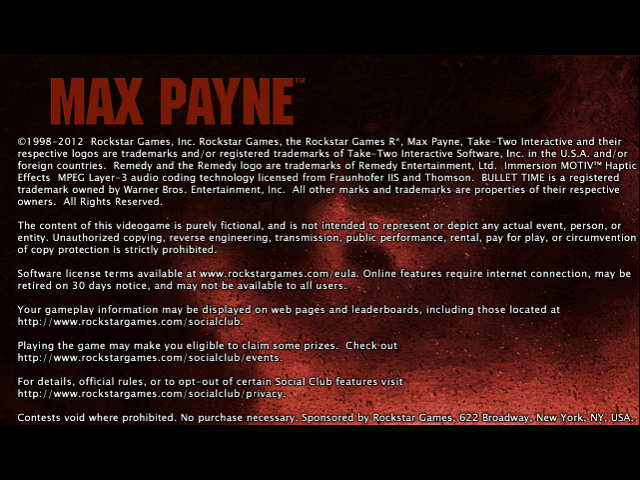 MAX PAYNE™
©1998-2012  Rockstar Games, Inc. Rockstar Games, the Rockstar Games R*, Max Payne, Take-Two Interactive and their
respective logos are trademarks and/or registered trademarks of Take-Two Interactive Software, Inc. in the U.S.A. and/or
foreign countries.  Remedy and the Remedy logo are trademarks of Remedy Entertainment, Ltd.  Immersion MOTIV™ Haptic
Effects  MPEG Layer-3 audio coding technology licensed from Fraunhofer IIS and Thomson.  BULLET TIME is a registered
trademark owned by Warner Bros. Entertainment, Inc.  All other marks and trademarks are properties of their respective
owners.  All Rights Reserved.
The content of this videogame is purely fictional, and is not intended to represent or depict any actual event, person, or
entity. Unauthorized copying, reverse engineering, transmission, public performance, rental, pay for play, or circumvention
of copy protection is strictly prohibited.
Software license terms available at www.rockstargames.com/eula. Online features require internet connection, may be
retired on 30 days notice, and may not be available to all users.
Your gameplay information may be displayed on web pages and leaderboards, including those located at
http://www.rockstargames.com/socialclub.
Playing the game may make you eligible to claim some prizes.  Check out
http://www.rockstargames.com/socialclub/events.
For details, official rules, or to opt-out of certain Social Club features visit
http://www.rockstargames.com/socialclub/privacy.
Contests void where prohibited. No purchase necessary. Sponsored by Rockstar Games, 622 Broadway, New York, NY, USA.